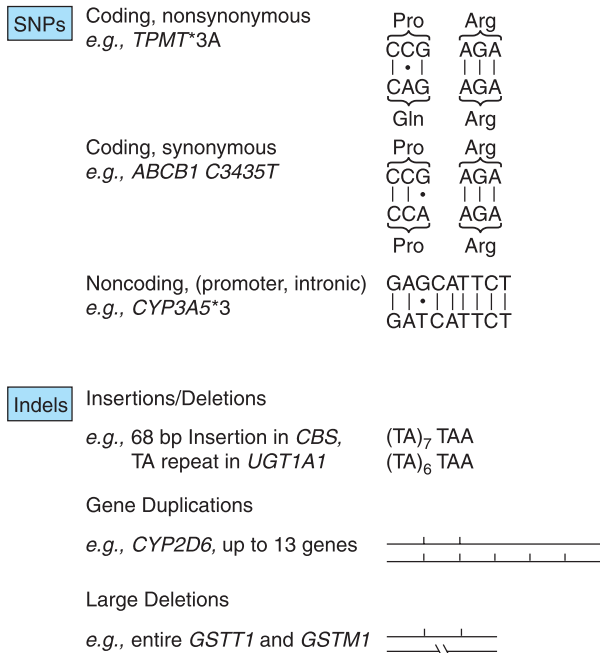 SNPs
Coding, nonsynonymous
e.g., TPMT*3A
Pro Arg
CCG AGA
CAG AGA
Gln Arg
Coding, synonymous
e.g., ABCB1 C3435T
Pro Arg
CCG AGA
CCA AGA
Pro Arg
Noncoding, (promoter, intronic)
e.g., CYP3A5*3
GAGCATTCT
GATCATTCT
Indels
Insertions/Deletions
e.g., 68 bp Insertion in CBS,
TA repeat in UGT1A1
(TA)7 TAA
(TA)6 TAA
Gene Duplications
e.g., CYP2D6, up to 13 genes
Large Deletions
e.g., entire GSTT1 and GSTM1